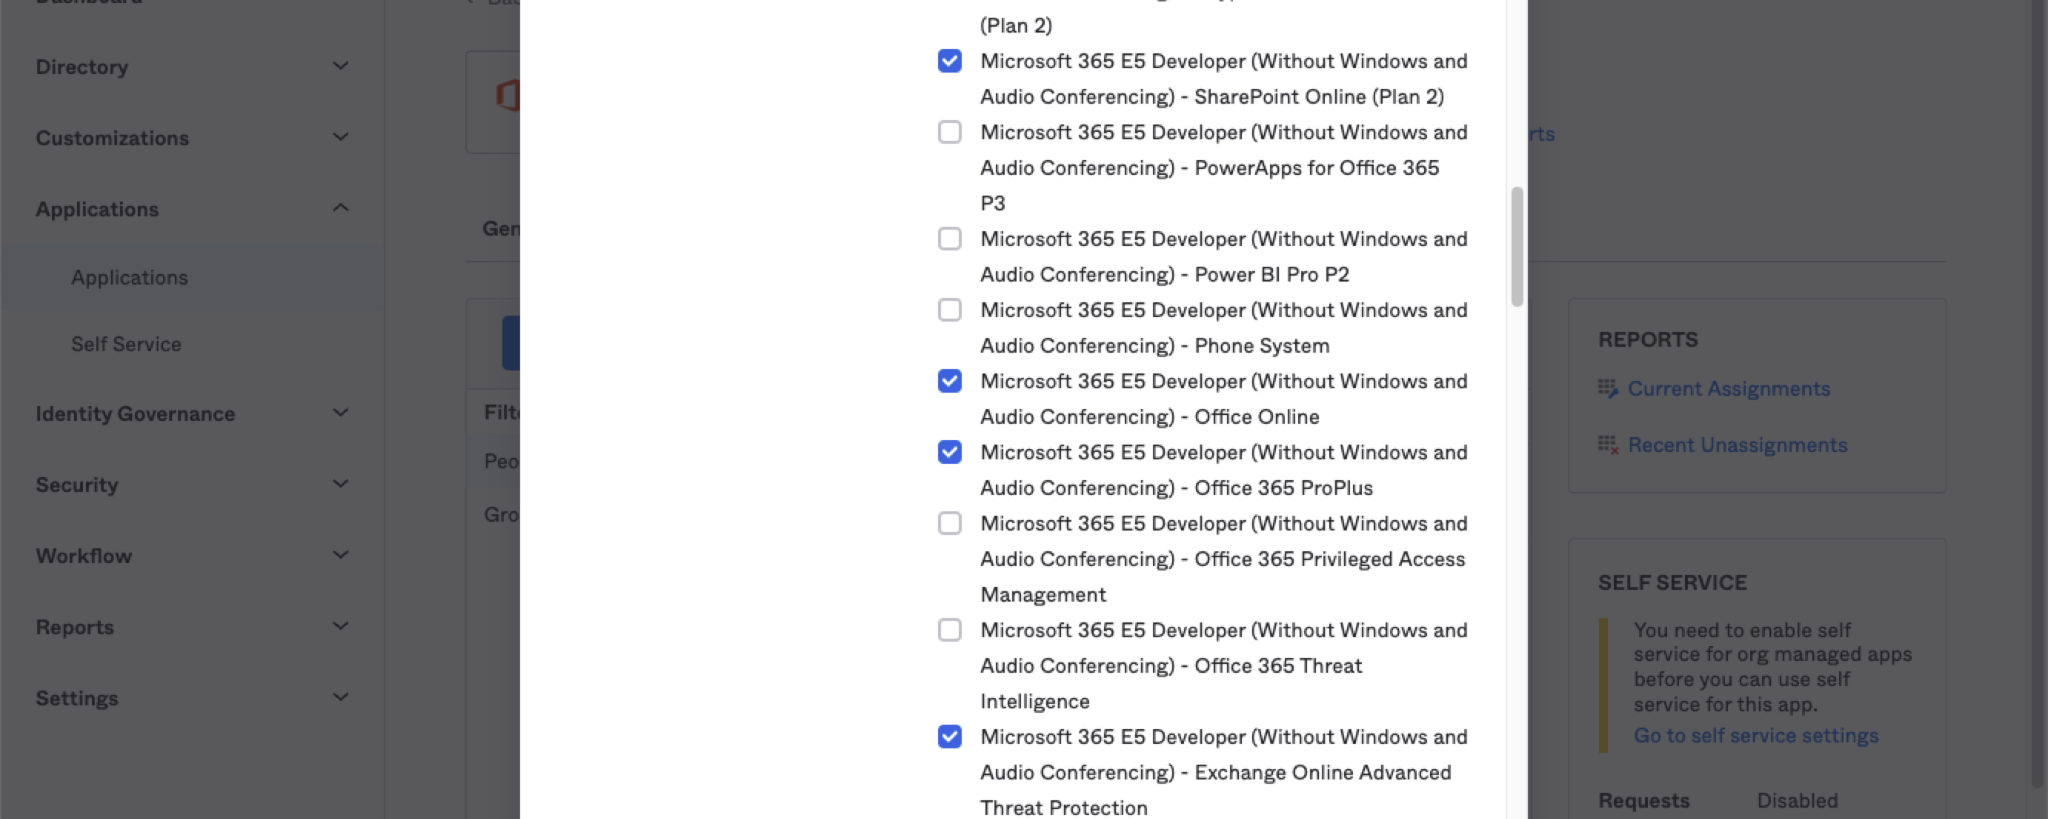 Directory
Customizations
Applications
Applications
Self Service
Identity Governance
Security
Workflow
Reports
Settings
(Plan 2)
Microsoft 365 E5 Developer (Without Windows and
Audio Conferencing) - SharePoint Online (Plan 2)
Microsoft 365 E5 Developer (Without Windows and
Audio Conferencing) - PowerApps for Office 365
P3
Microsoft 365 E5 Developer (Without Windows and
Audio Conferencing) - Power BI Pro P2
Microsoft 365 E5 Developer (Without Windows and
Audio Conferencing) - Phone System
Microsoft 365 E5 Developer (Without Windows and
Audio Conferencing) - Office Online
Microsoft 365 E5 Developer (Without Windows and
Audio Conferencing) - Office 365 ProPlus
Microsoft 365 E5 Developer (Without Windows and
Audio Conferencing) - Office 365 Privileged Access
Management
Microsoft 365 E5 Developer (Without Windows and
Audio Conferencing) - Office 365 Threat
Intelligence
Microsoft 365 E5 Developer (Without Windows and
Audio Conferencing) - Exchange Online Advanced
Threat Protection
REPORTS
Current Assignments
Recent Unassignments
SELF SERVICE
You need to enable self
service for org managed apps
before you can use self
service for this app.
Go to self service settings
Requests Disabled